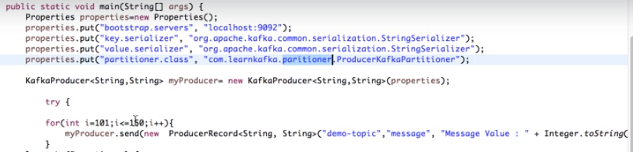 public static void main(String[] args) {
Properties properties=new Properties();
properties.put("bootstrap.servers", "localhost:9092");
properties.put("key.serializer", "org.apache.kafka.common.serialization.StringSerializer");
properties.put("value.serializer", "org.apache.kafka.common.serialization.StringSerializer");
properties.put("partitioner.class", "com.learnkafka.paritioner.ProducerKafkaPartitioner");
KafkaProducer<String,String> myProducer= new KafkaProducer<String,String>(properties);
try {
for(int i=101;i<=150;i++){
myProducer.send(new ProducerRecord<String, String>("demo-topic","message", "Message Value : " + Integer.toString(
}